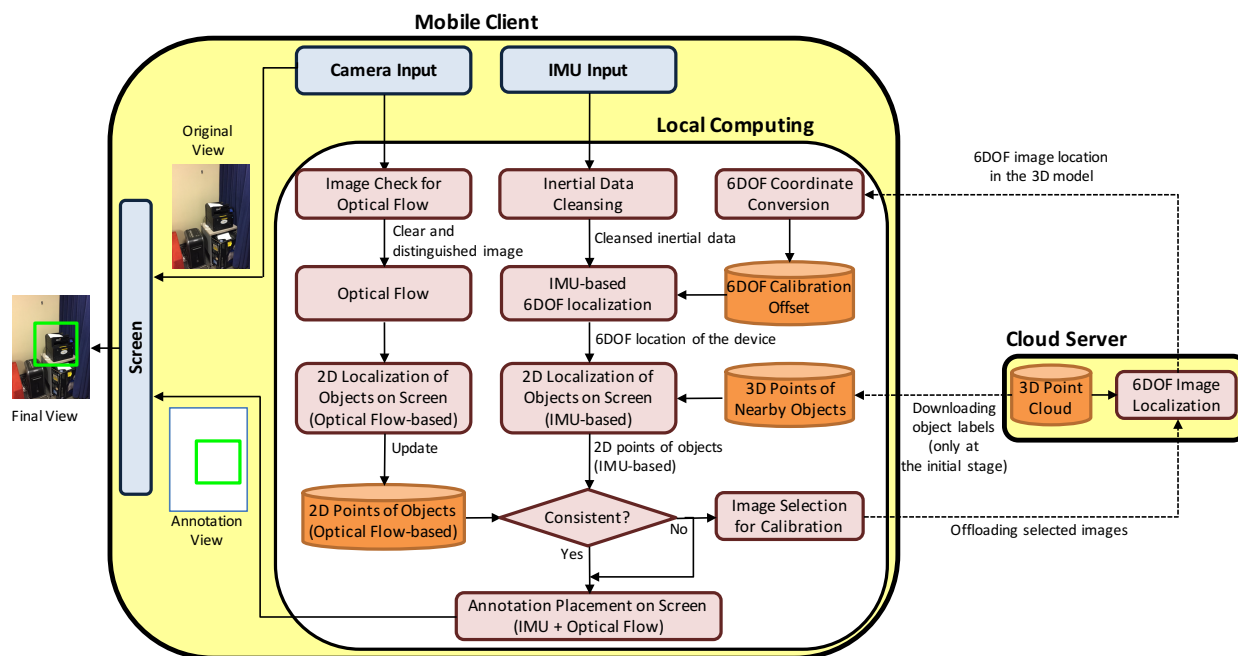 Mobile Client
Camera Input
IMU Input
Local Computing
Original
View
Image Check for
Optical Flow
Inertial Data
Cleansing
6DOF Coordinate
Conversion
6DOF image location
in the 3D model
Clear and
distinguished image
Cleansed inertial data
Optical Flow
IMU-based
6DOF localization
6DOF Calibration
Offset
Screen
Final View
6DOF location of the device
Cloud Server
2D Localization of
Objects on Screen
(Optical Flow-based)
2D Localization of
Objects on Screen
(IMU-based)
3D Points of
Nearby Objects
3D Point
Cloud
6DOF Image
Localization
Downloading
object labels
(only at
the initial stage)
Update
2D points of objects
(IMU-based)
Annotation
View
2D Points of Objects
(Optical Flow-based)
Consistent?
No
Yes
Image Selection
for Calibration
Offloading selected images
Annotation Placement on Screen
(IMU + Optical Flow)